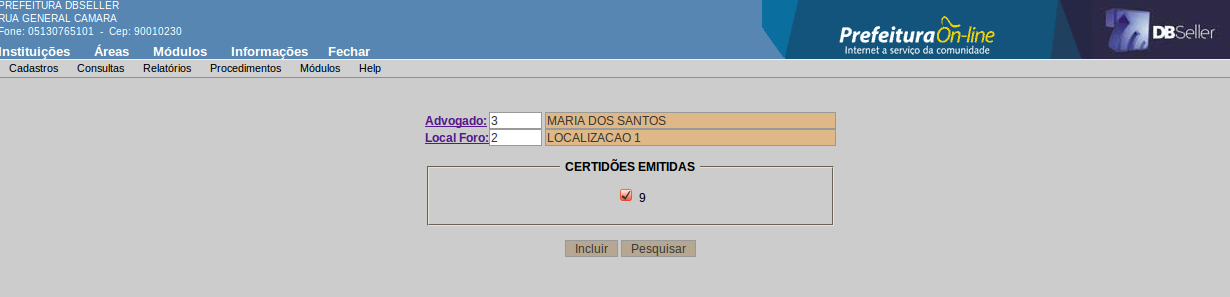 PREFEITURA DBSELLER
RUA GENERAL CAMARA
Fone: 05130765101 - Cep: 90010230
Instituições Áreas Módulos Informações Fechar
Prefeitura On-line
Internet a serviço da comunidade
DBSeller
Cadastros Consultas Relatórios Procedimentos Módulos Help
Advogado: 3 MARIA DOS SANTOS
Local Foro: 2 LOCALIZACAO 1
CERTIDÕES EMITIDAS
9
Incluir Pesquisar